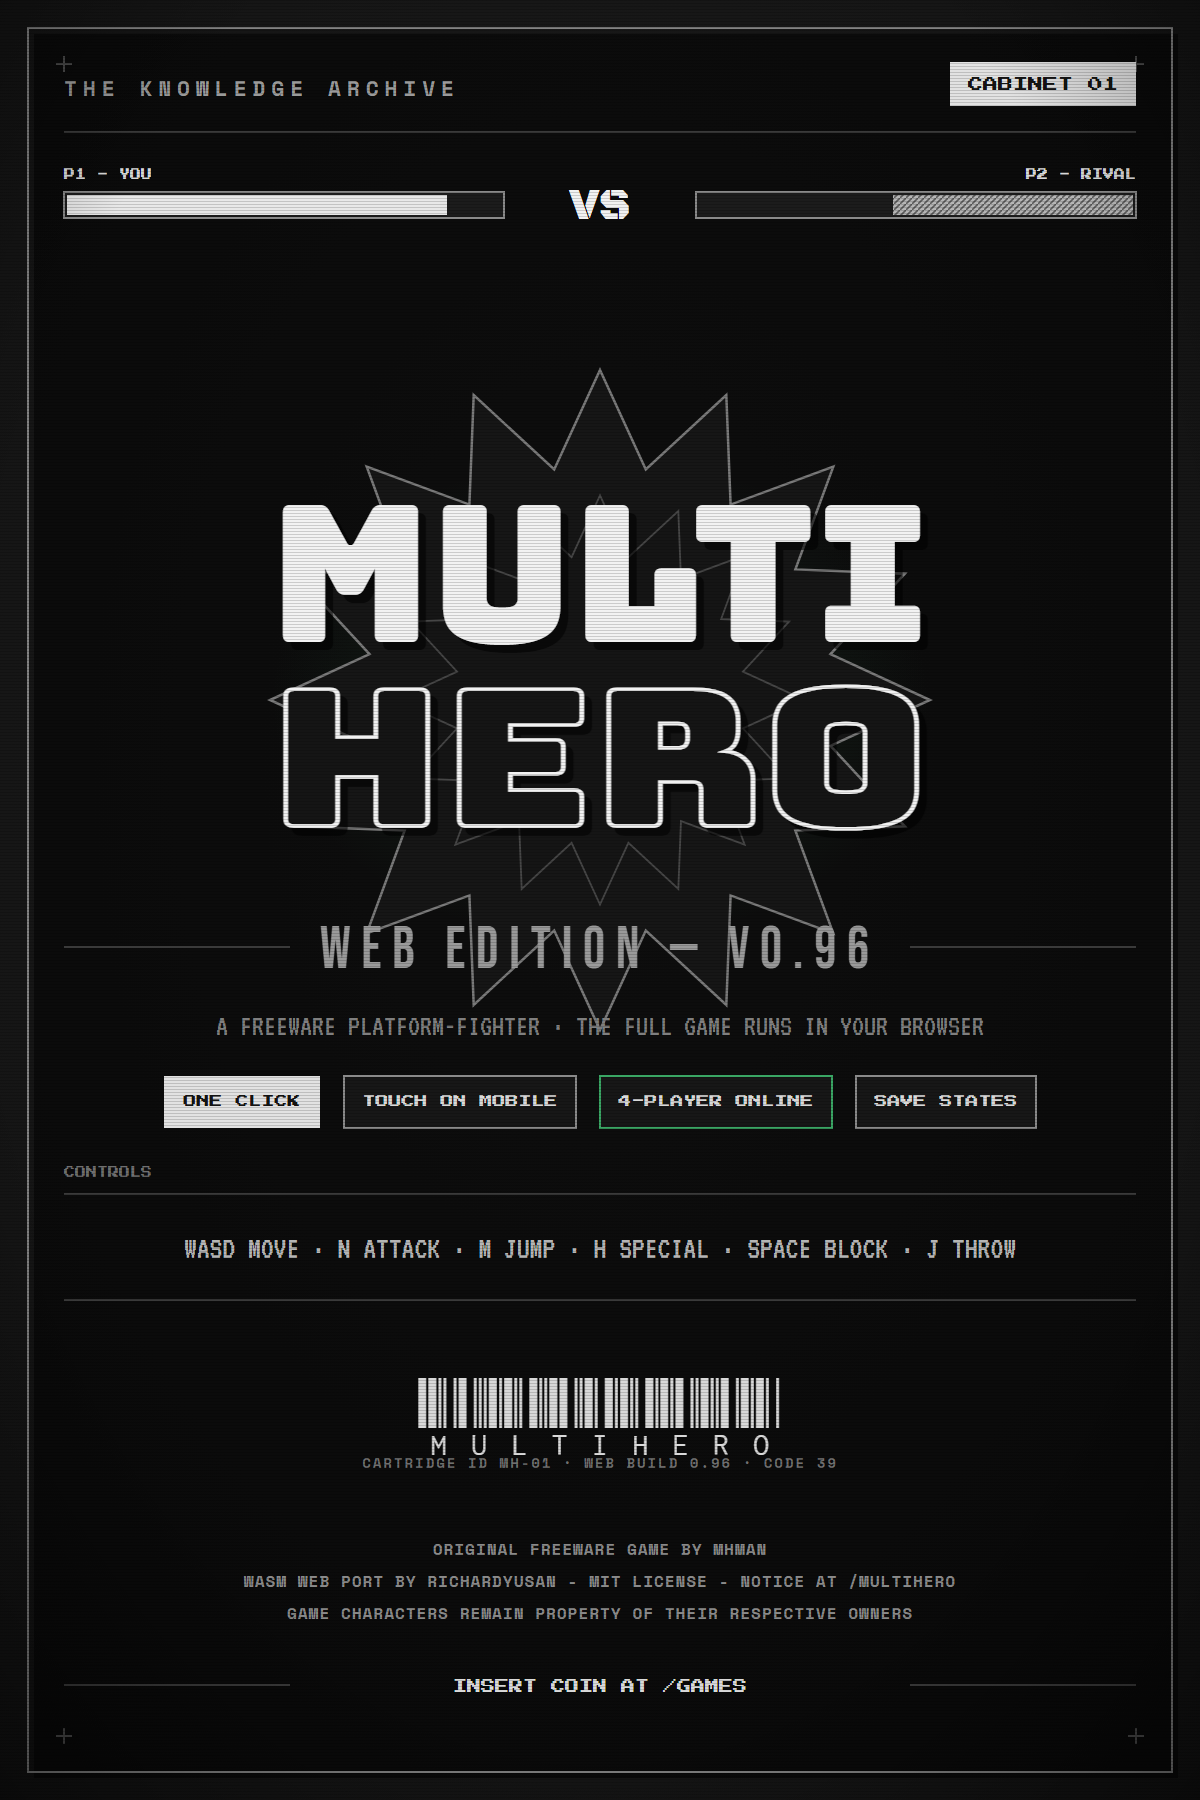 THE KNOWLEDGE ARCHIVE
CABINET 01
P1 - YOU
VS
P2 - RIVAL
MULTI
HERO
WEB EDITION — V0.96
A FREEWARE PLATFORM-FIGHTER · THE FULL GAME RUNS IN YOUR BROWSER
ONE CLICK
TOUCH ON MOBILE
4-PLAYER ONLINE
SAVE STATES
CONTROLS
WASD MOVE · N ATTACK · M JUMP · H SPECIAL · SPACE BLOCK · J THROW
MULTIHERO
CARTRIDGE ID MH-01 · WEB BUILD 0.96 · CODE 39
ORIGINAL FREEWARE GAME BY MHMAN
WASM WEB PORT BY RICHARDYUSAN - MIT LICENSE - NOTICE AT /MULTIHERO
GAME CHARACTERS REMAIN PROPERTY OF THEIR RESPECTIVE OWNERS
INSERT COIN AT /GAMES